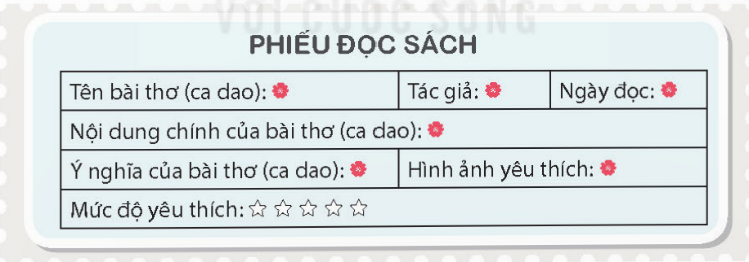 VỚI CUỘC SỐNG
PHIẾU ĐỌC SÁCH
Tên bài thơ (ca dao): Tác giả: Ngày đọc:
Nội dung chính của bài thơ (ca dao):
Ý nghĩa của bài thơ (ca dao): Hình ảnh yêu thích:
Mức độ yêu thích: